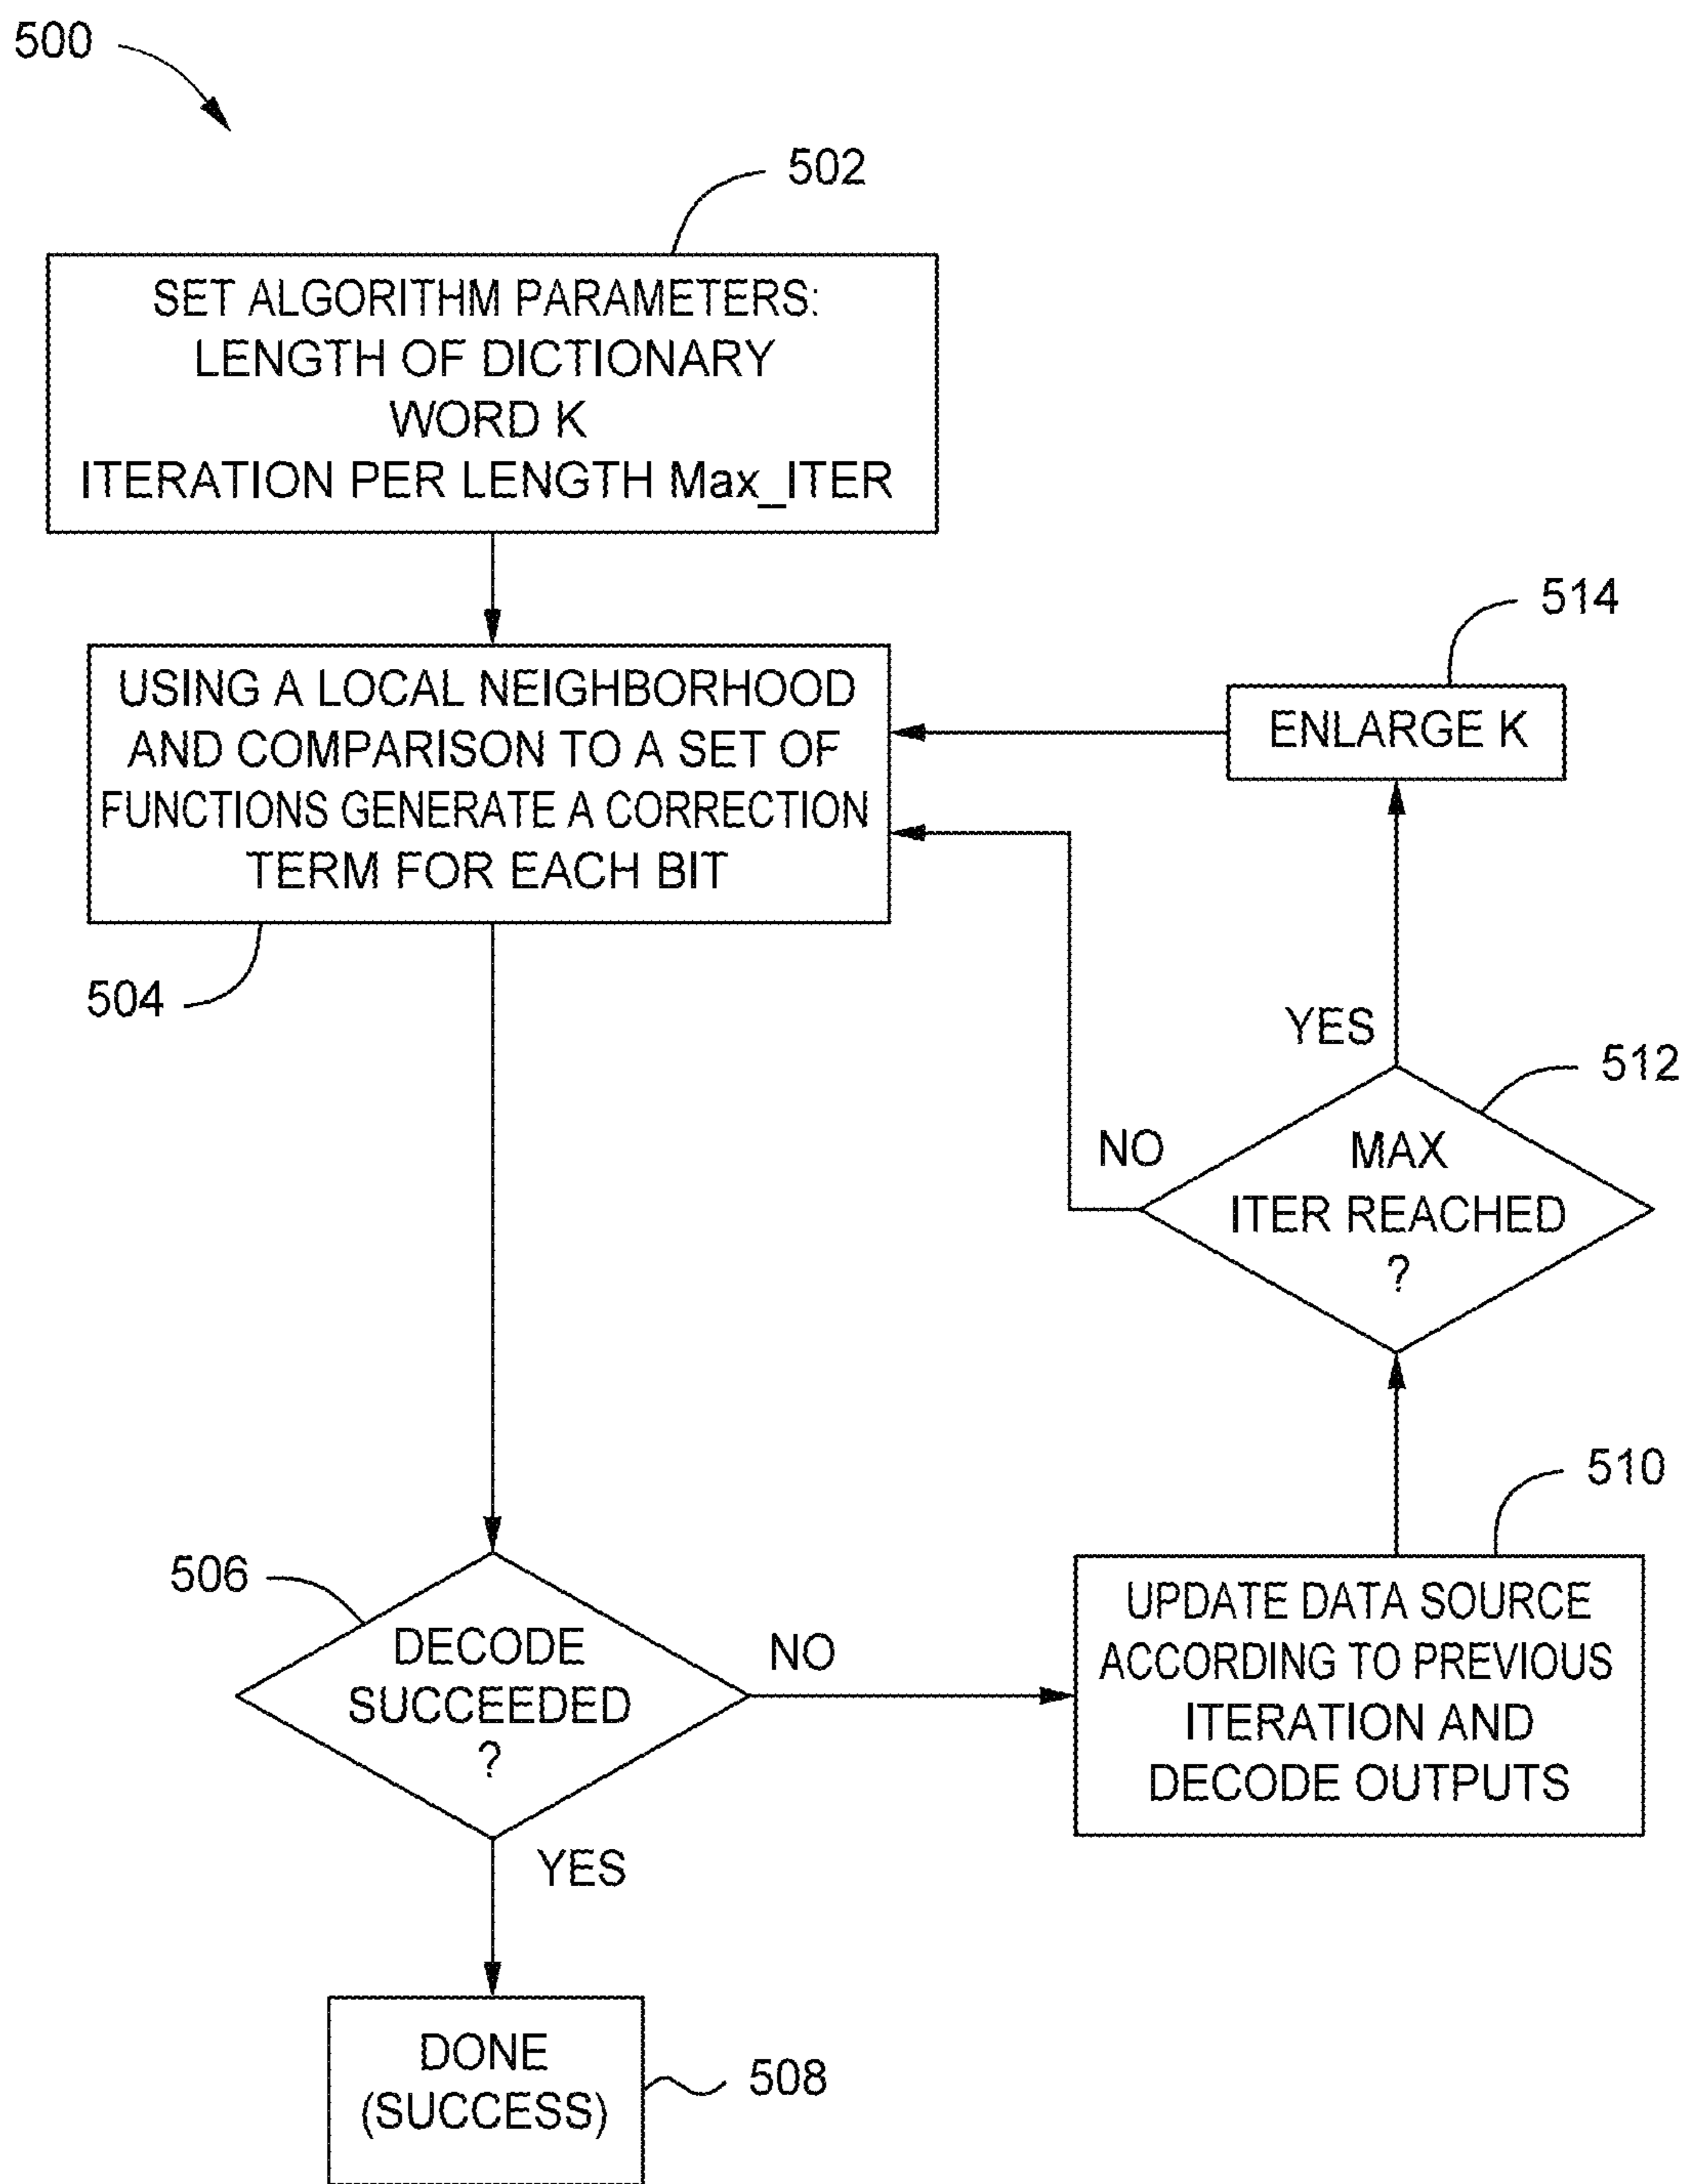 500
502
SET ALGORITHM PARAMETERS:
LENGTH OF DICTIONARY
WORD K
ITERATION PER LENGTH Max_ITER
514
ENLARGE K
USING A LOCAL NEIGHBORHOOD
AND COMPARISON TO A SET OF
FUNCTIONS GENERATE A CORRECTION
TERM FOR EACH BIT
504
YES
512
NO
MAX
ITER REACHED
?
510
UPDATE DATA SOURCE
ACCORDING TO PREVIOUS
ITERATION AND
DECODE OUTPUTS
506
DECODE
SUCCEEDED
?
NO
YES
DONE
(SUCCESS)
508